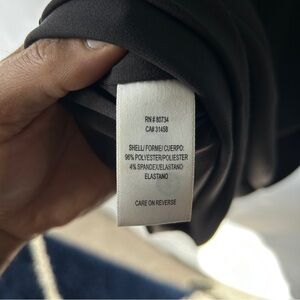 RN# 80734
CA# 31458
SHELL/ FORME/ CUERPO:
96% POLYESTER/POLIESTER
4% SPANDEX/ELASTANO
ELASTANO
CARE ON REVERSE